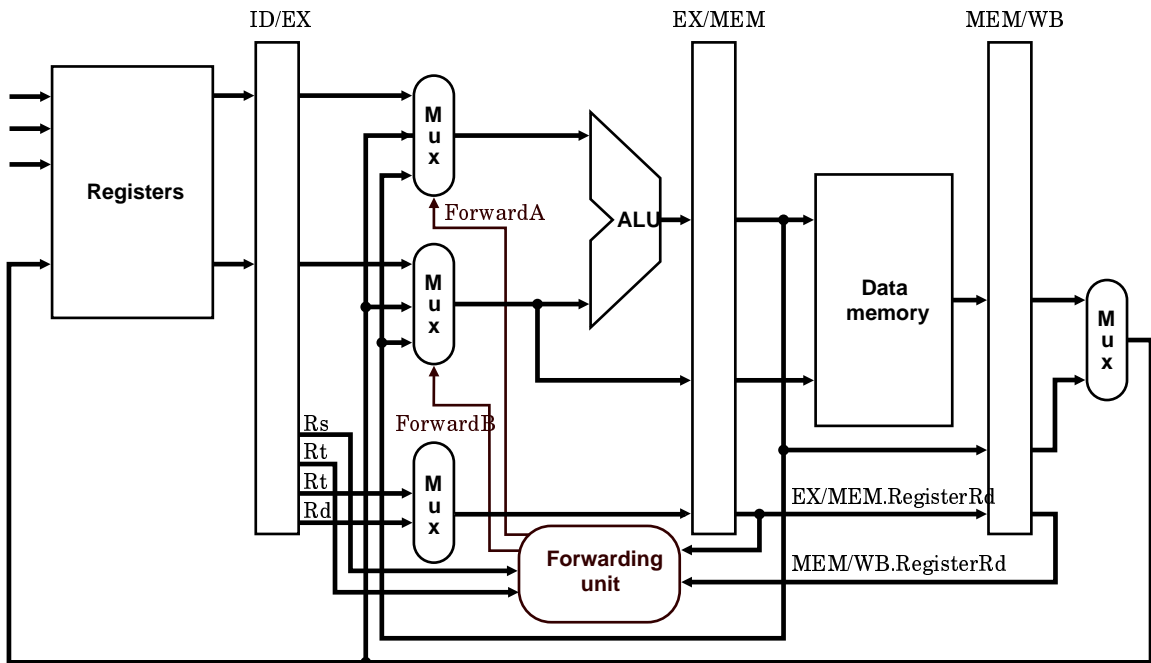 ID/EX
EX/MEM
MEM/WB
Registers
M
u
x
ForwardA
ALU
M
u
x
Data
memory
M
u
x
ForwardB
Rs
Rt
Rt
Rd
M
u
x
EX/MEM.RegisterRd
Forwarding
unit
MEM/WB.RegisterRd